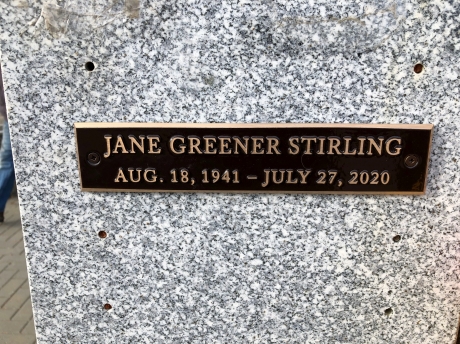 JANE GREENER STIRLING
AUG. 18, 1941 – JULY 27, 2020